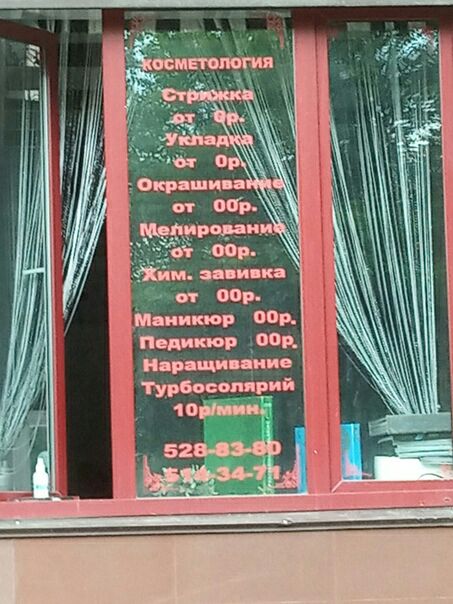 КОСМЕТОЛОГИЯ
Стрижка
от 0р.
Укладка
от 0р.
Окрашивание
от 00р.
Мелирование
от 00р.
Хим. завивка
от 00р.
Маникюр 00р.
Педикюр 00р.
Наращивание
Турбосолярий
10р/мин.
528-83-80
514-34-71